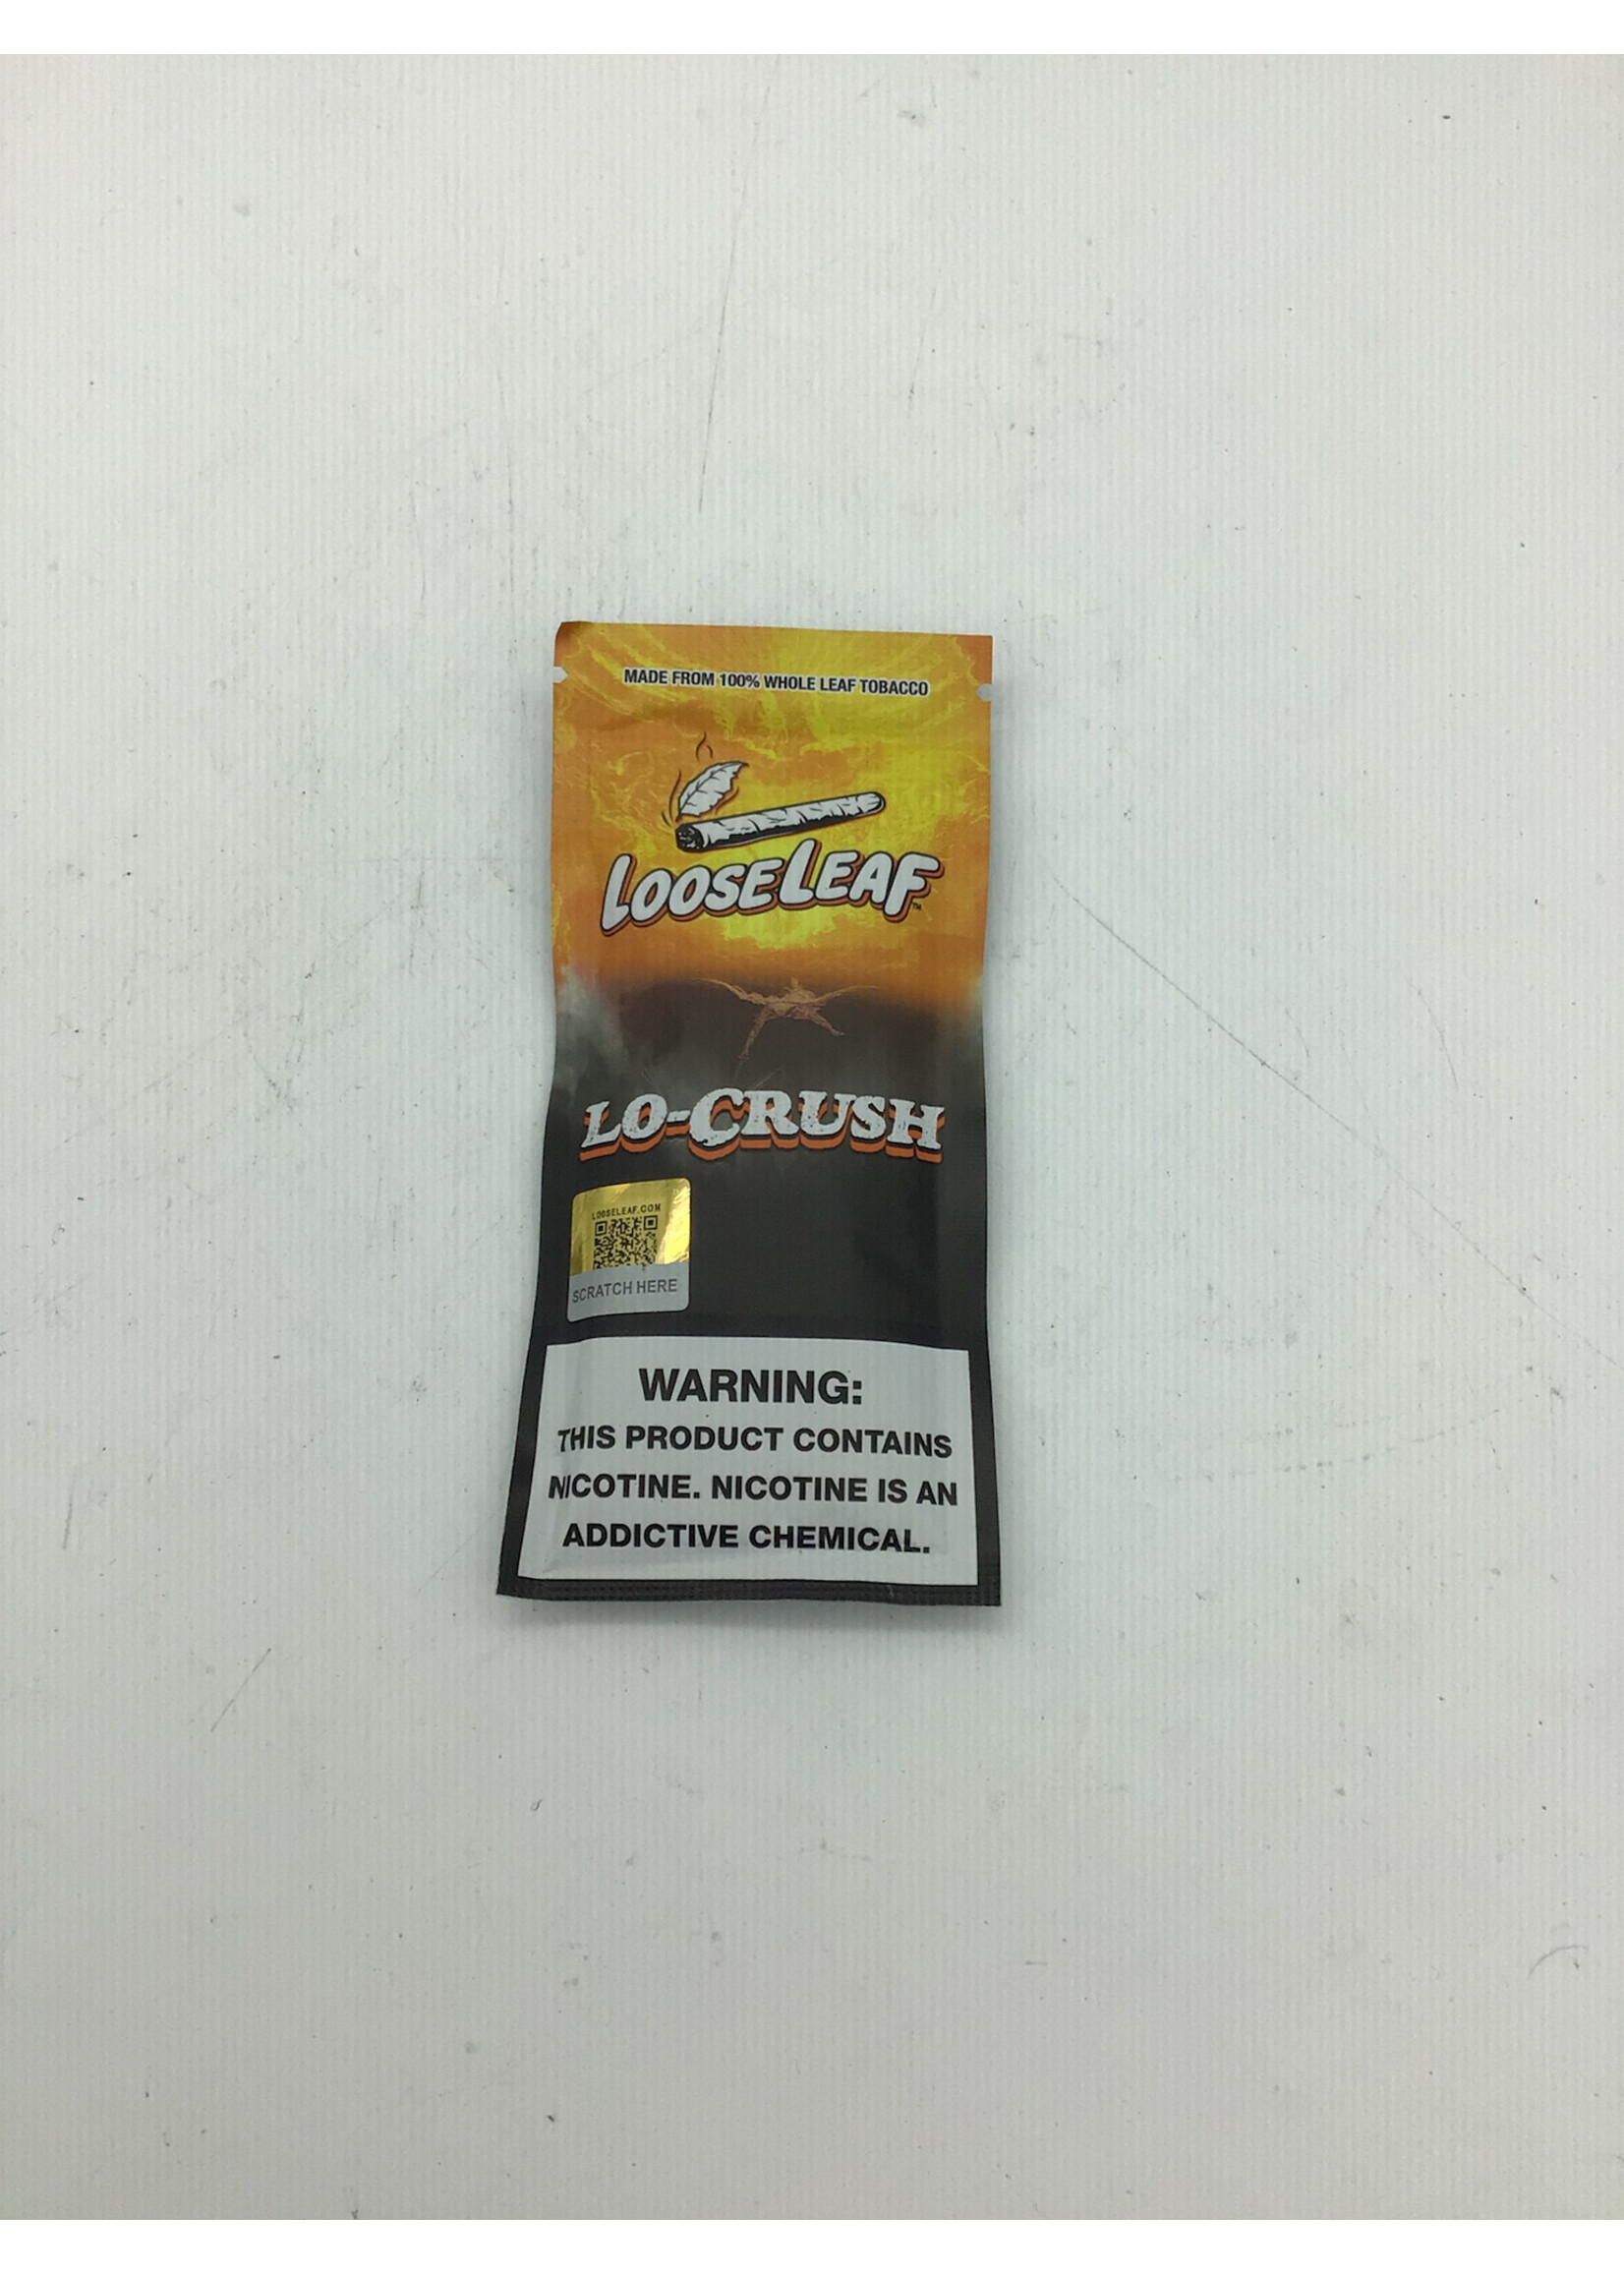 MADE FROM 100% WHOLE LEAF TOBACCO
LOOSELEAF™
LO-CRUSH
LOOSELEAF.COM
SCRATCH HERE
WARNING:
THIS PRODUCT CONTAINS
NICOTINE. NICOTINE IS AN
ADDICTIVE CHEMICAL.